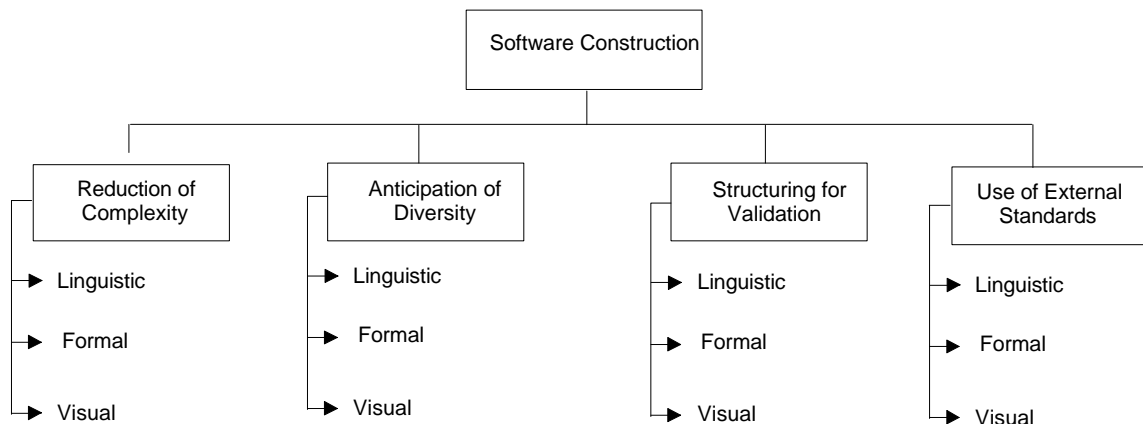 Software Construction
Reduction of
Complexity
Linguistic
Formal
Visual
Anticipation of
Diversity
Linguistic
Formal
Visual
Structuring for
Validation
Linguistic
Formal
Visual
Use of External
Standards
Linguistic
Formal
Visual